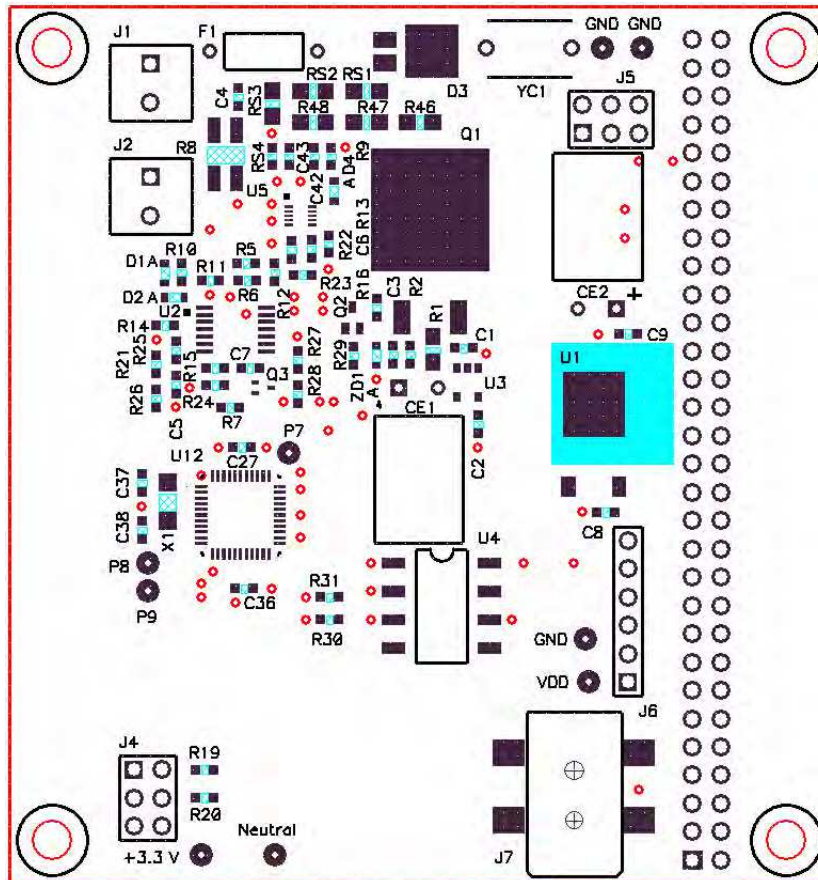 J1
F1
GND GND
C4
RS3
RS2
RS1
D3
YC1
J5
R48
R47
R46
Q1
J2
R8
RS4
C43
AD4
R9
U5
C42
A
R13
C6
R22
D1A
R10
R5
R11
R16
C3
R2
D2 A
R6
R23
R12
Q2
CE2
+
U2
R14
R27
R1
C1
C9
R25
R21
R29
U1
R15
C7
Q3
R28
ZD1
A
U3
R26
R24
CE1
C5
R7
P7
U12
C27
C2
C37
C38
X1
C8
U4
P8
R31
P9
C36
R30
GND
VDD
J6
J4
R19
R20
Neutral
+3.3 V
J7